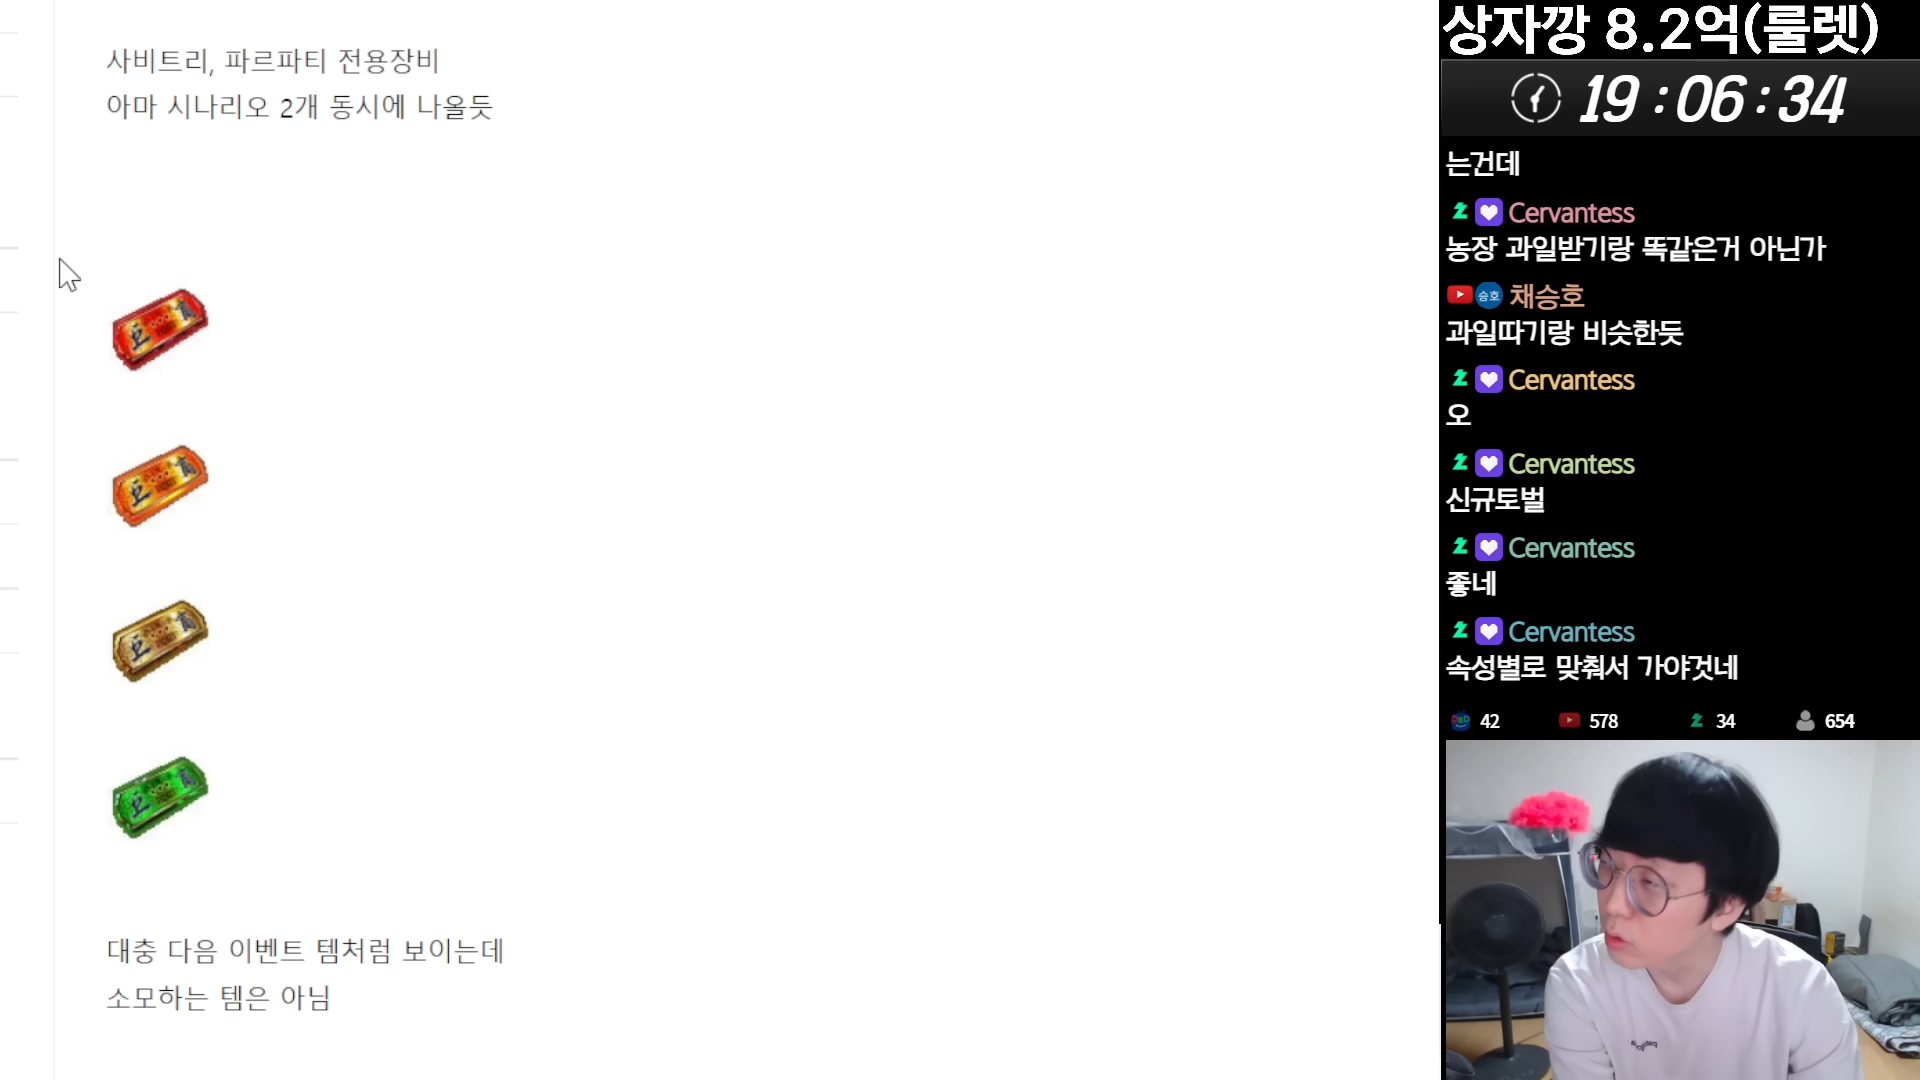 사비트리, 파르파티 전용장비
아마 시나리오 2개 동시에 나올듯
대충 다음 이벤트 템처럼 보이는데
소모하는 템은 아님
상자깡 8.2억(룰렛)
19:06:34
는건데
Cervantess
농장 과일받기랑 똑같은거 아닌가
승호 채승호
과일따기랑 비슷한듯
Cervantess
오
Cervantess
신규토벌
Cervantess
좋네
Cervantess
속성별로 맞춰서 가야것네
42 578 34 654